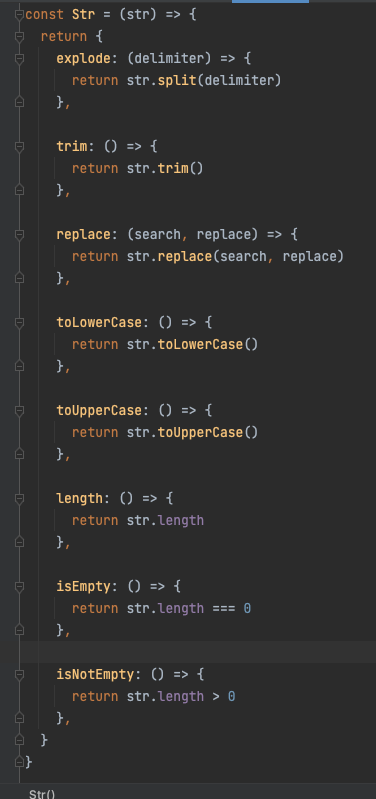 const Str = (str) => {
  return {
    explode: (delimiter) => {
      return str.split(delimiter)
    },

    trim: () => {
      return str.trim()
    },

    replace: (search, replace) => {
      return str.replace(search, replace)
    },

    toLowerCase: () => {
      return str.toLowerCase()
    },

    toUpperCase: () => {
      return str.toUpperCase()
    },

    length: () => {
      return str.length
    },

    isEmpty: () => {
      return str.length === 0
    },

    isNotEmpty: () => {
      return str.length > 0
    },
  }
}
Str()